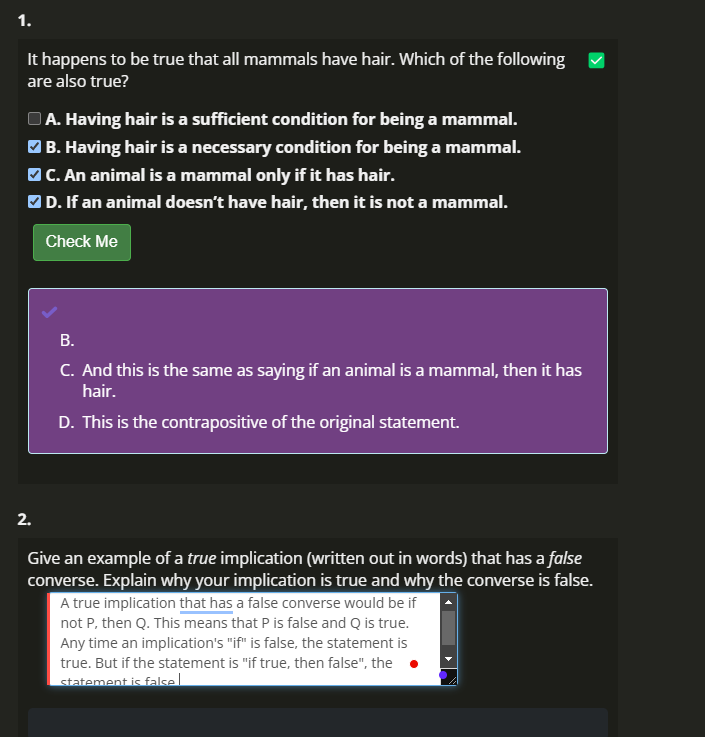 1.
It happens to be true that all mammals have hair. Which of the following
are also true?
A. Having hair is a sufficient condition for being a mammal.
B. Having hair is a necessary condition for being a mammal.
C. An animal is a mammal only if it has hair.
D. If an animal doesn't have hair, then it is not a mammal.
Check Me
B.
C. And this is the same as saying if an animal is a mammal, then it has
hair.
D. This is the contrapositive of the original statement.
2.
Give an example of a true implication (written out in words) that has a false
converse. Explain why your implication is true and why the converse is false.
A true implication that has a false converse would be if
not P, then Q. This means that P is false and Q is true.
Any time an implication's "if" is false, the statement is
true. But if the statement is "if true, then false", the
statement is false.